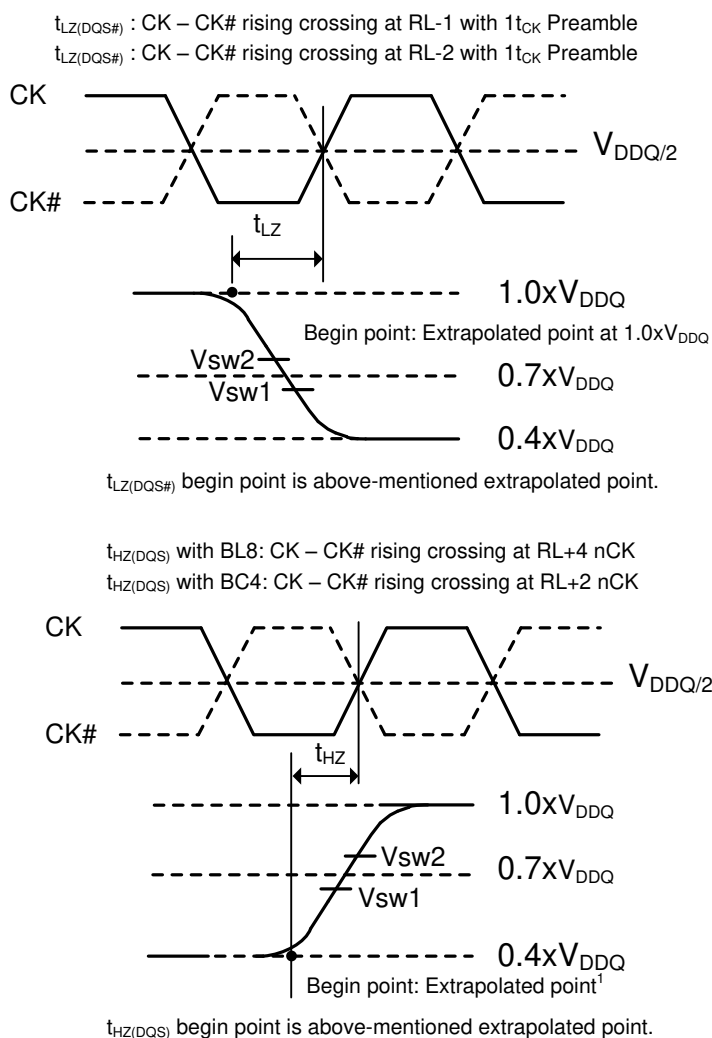 tLZ(DQS#) : CK – CK# rising crossing at RL-1 with 1tCK Preamble
tLZ(DQS#) : CK – CK# rising crossing at RL-2 with 1tCK Preamble
CK
VDDQ/2
CK#
tLZ
1.0xVDDQ
Begin point: Extrapolated point at 1.0xVDDQ
Vsw2
0.7xVDDQ
Vsw1
0.4xVDDQ
tLZ(DQS#) begin point is above-mentioned extrapolated point.
tHZ(DQS) with BL8: CK – CK# rising crossing at RL+4 nCK
tHZ(DQS) with BC4: CK – CK# rising crossing at RL+2 nCK
CK
VDDQ/2
CK#
tHZ
1.0xVDDQ
Vsw2
0.7xVDDQ
Vsw1
0.4xVDDQ
Begin point: Extrapolated point1
tHZ(DQS) begin point is above-mentioned extrapolated point.